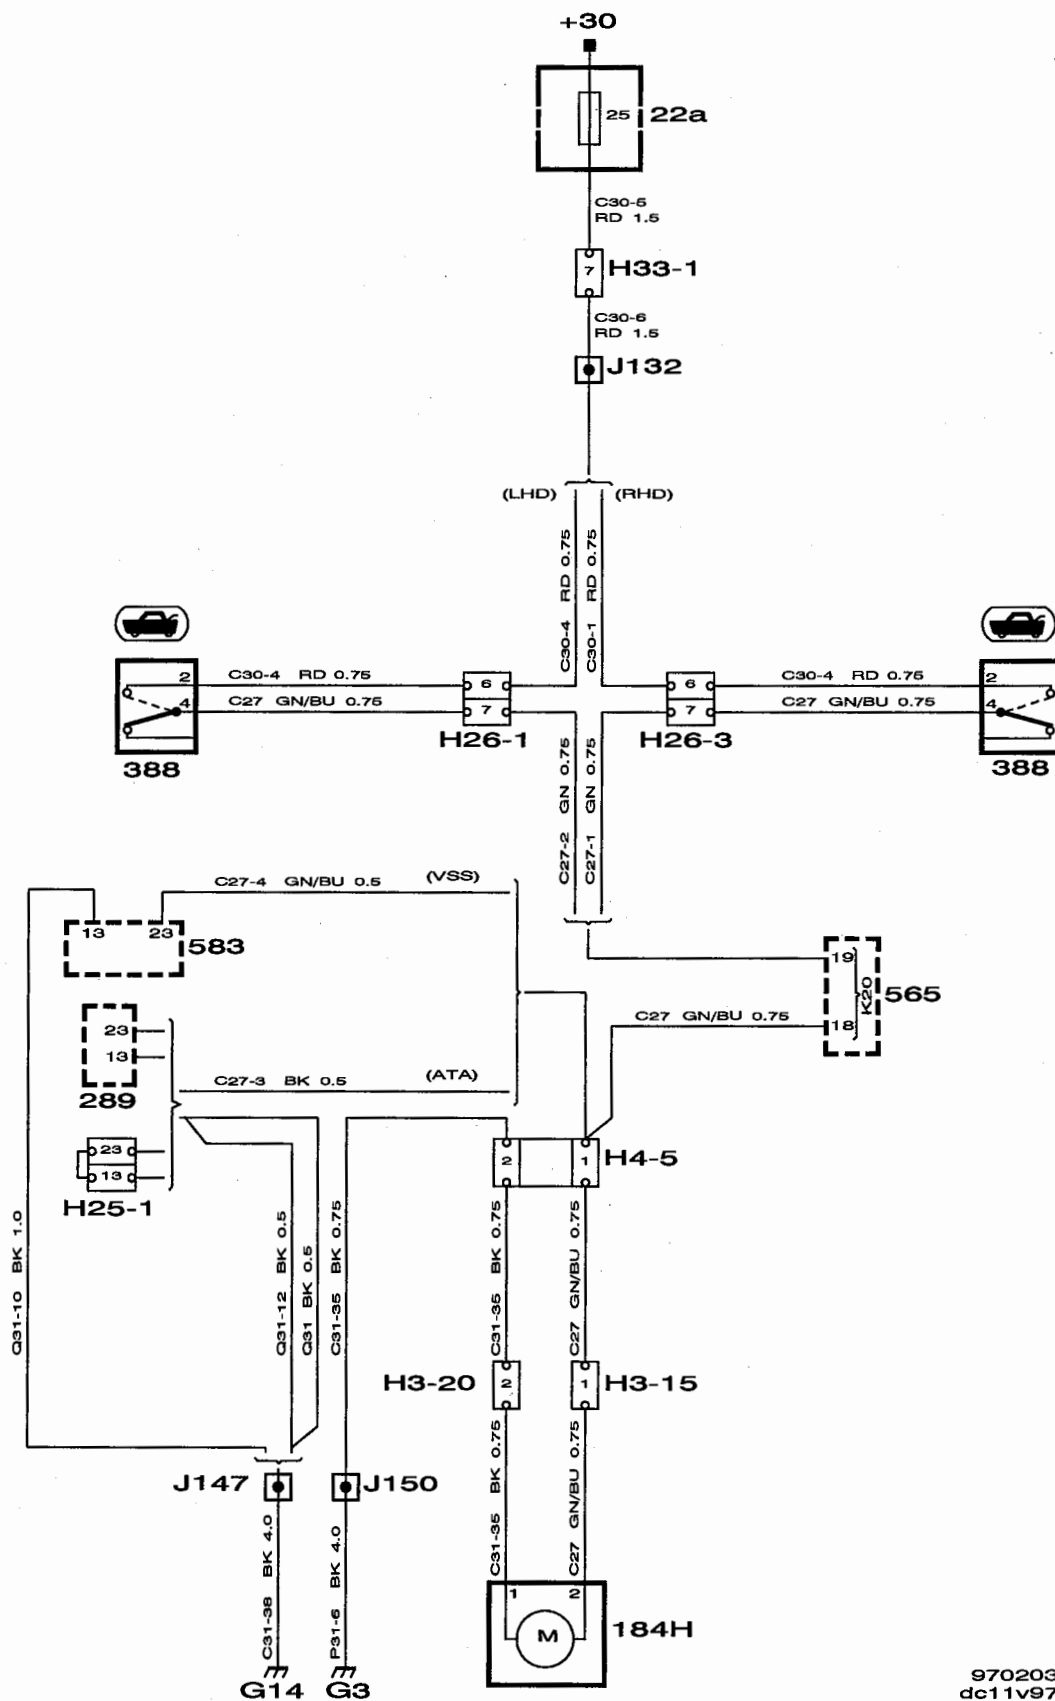 +30
25
22a
C30-5
RD 1.5
7
H33-1
C30-6
RD 1.5
J132
(LHD)
(RHD)
C30-4 RD 0.75
C30-1 RD 0.75
2
C30-4 RD 0.75
6
6
C30-4 RD 0.75
2
4
C27 GN/BU 0.75
7
7
C27 GN/BU 0.75
4
H26-1
H26-3
388
388
C27-2 GN 0.75
C27-1 GN 0.75
C27-4 GN/BU 0.5
(VSS)
13
23
583
19
K20
565
18
C27 GN/BU 0.75
23
13
289
C27-3 BK 0.5
(ATA)
23
13
H25-1
2
1
H4-5
Q31-10 BK 1.0
Q31-12 BK 0.5
Q31 BK 0.5
C31-35 BK 0.75
C31-35 BK 0.75
C27 GN/BU 0.75
H3-20
2
1
H3-15
J147
J150
C31-35 BK 0.75
C27 GN/BU 0.75
C31-38 BK 4.0
P31-6 BK 4.0
1
2
M
184H
G14
G3
970203
dc11v97